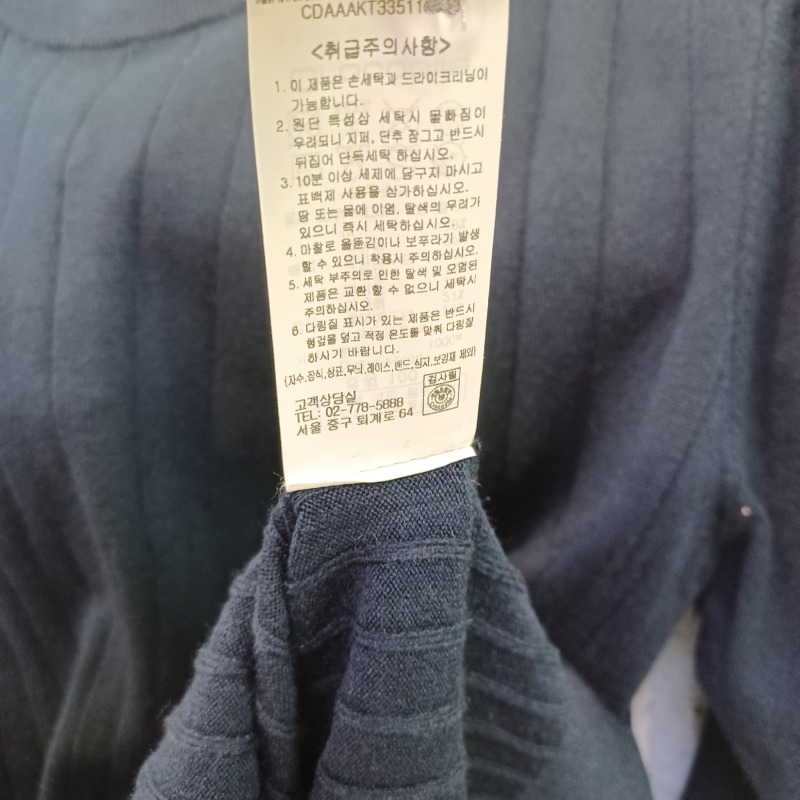 CDAAAKT33511
<취급주의사항>
1. 이 제품은 손세탁과 드라이크리닝이
가능합니다.
2. 원단 특성상 세탁시 물빠짐이
우려되니 지퍼, 단추 잠그고 반드시
뒤집어 단독세탁 하십시오.
3. 10분 이상 세제에 담구지 마시고
표백제 사용을 삼가하십시오.
땀 또는 물에 이염, 탈색의 우려가
있으니 즉시 세탁하십시오.
4. 마찰로 올뜯김이나 보푸라기 발생
할 수 있으니 착용시 주의하십시오.
5. 세탁 부주의로 인한 탈색 및 오염된
제품은 교환 할 수 없으니 세탁시
주의하십시오.
6. 다림질 표시가 있는 제품은 반드시
헝겊을 덮고 적정 온도를 맞춰 다림질
하시기 바랍니다.
(자수,장식,상표,무늬,레이스,밴드,심지,보강재 제외)
검사필
고객상담실
TEL: 02-778-5888
서울 중구 퇴계로 64